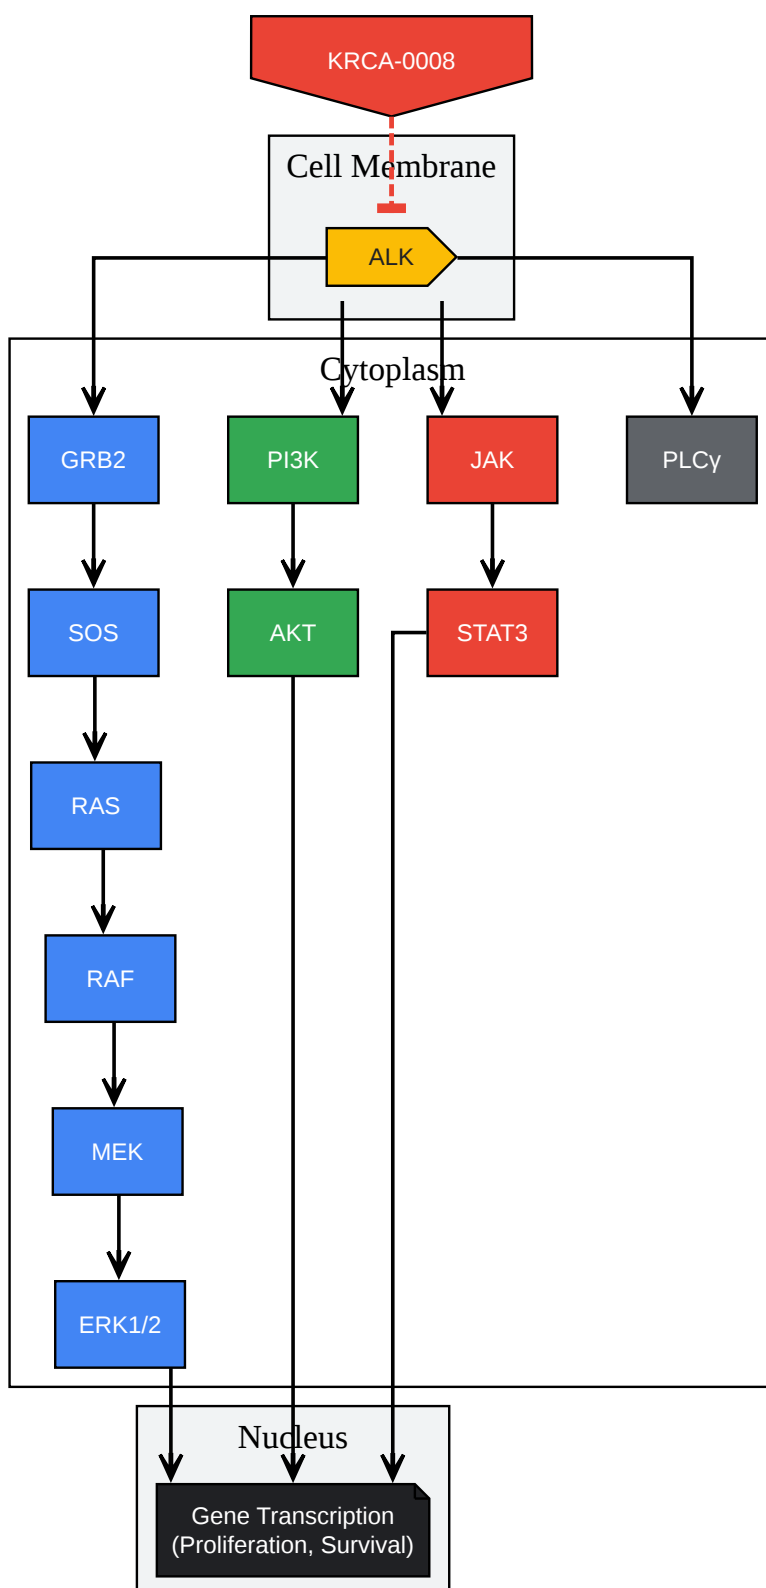 KRCA-0008
Cell Membrane
ALK
Cytoplasm
GRB2
PI3K
JAK
PLCγ
SOS
AKT
STAT3
RAS
RAF
MEK
ERK1/2
Nucleus
Gene Transcription
(Proliferation, Survival)